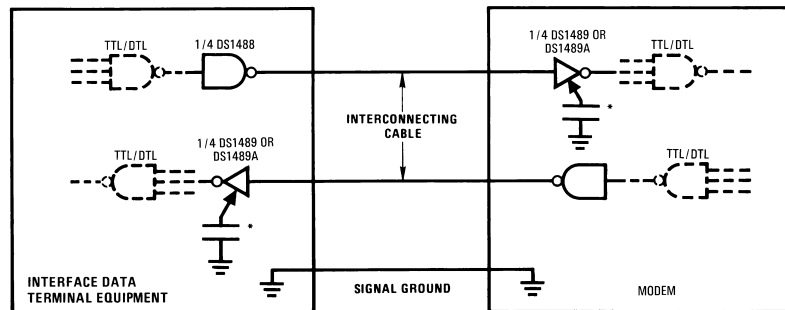 TTL/DTL
1/4 DS1488
1/4 DS1489 OR
DS1489A
TTL/DTL
*
INTERCONNECTING
CABLE
TTL/DTL
1/4 DS1489 OR
DS1489A
TTL/DTL
*
INTERFACE DATA
TERMINAL EQUIPMENT
SIGNAL GROUND
MODEM